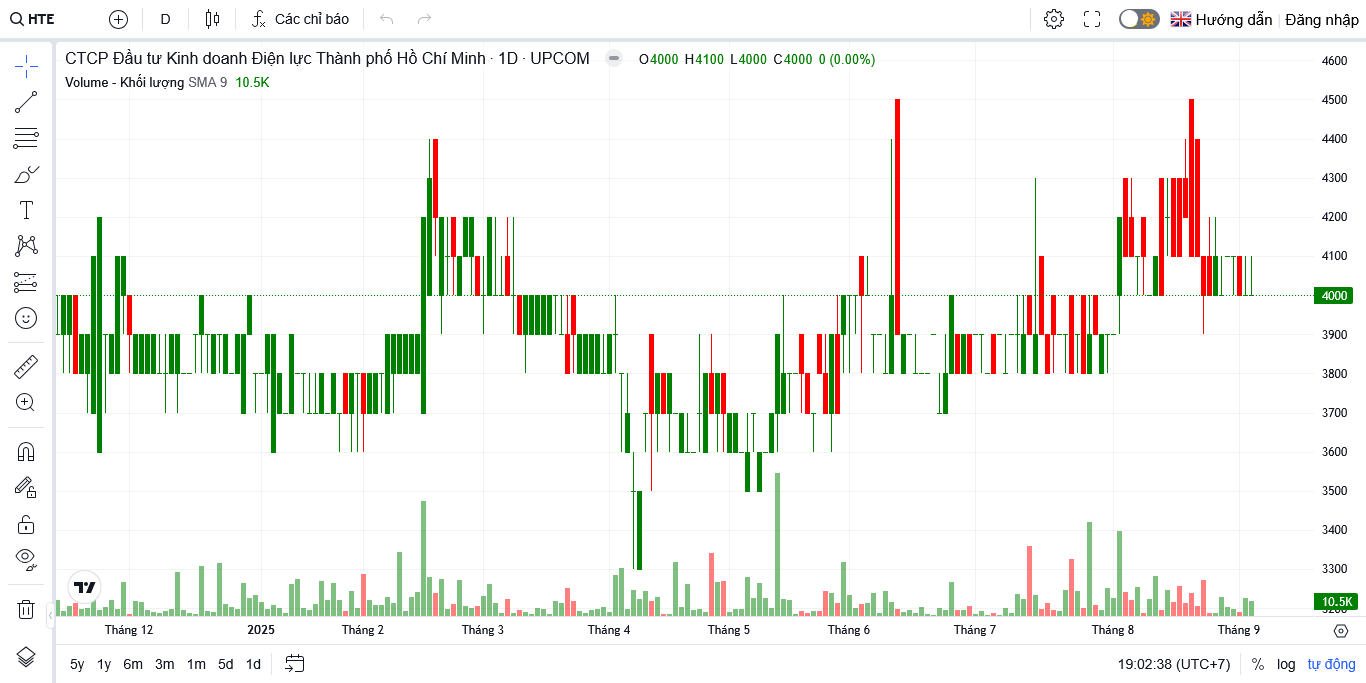 HTE D Các chỉ báo Hướng dẫn Đăng nhập
CTCP Đầu tư Kinh doanh Điện lực Thành phố Hồ Chí Minh · 1D · UPCOM O4000 H4100 L4000 C4000 0 (0.00%)
Volume - Khối lượng SMA 9 10.5K
4600
4500
4400
4300
4200
4100
4000
3900
3800
3700
3600
3500
3400
3300
10.5K
3200
Tháng 12 2025 Tháng 2 Tháng 3 Tháng 4 Tháng 5 Tháng 6 Tháng 7 Tháng 8 Tháng 9
5y 1y 6m 3m 1m 5d 1d 19:02:38 (UTC+7) % log tự động